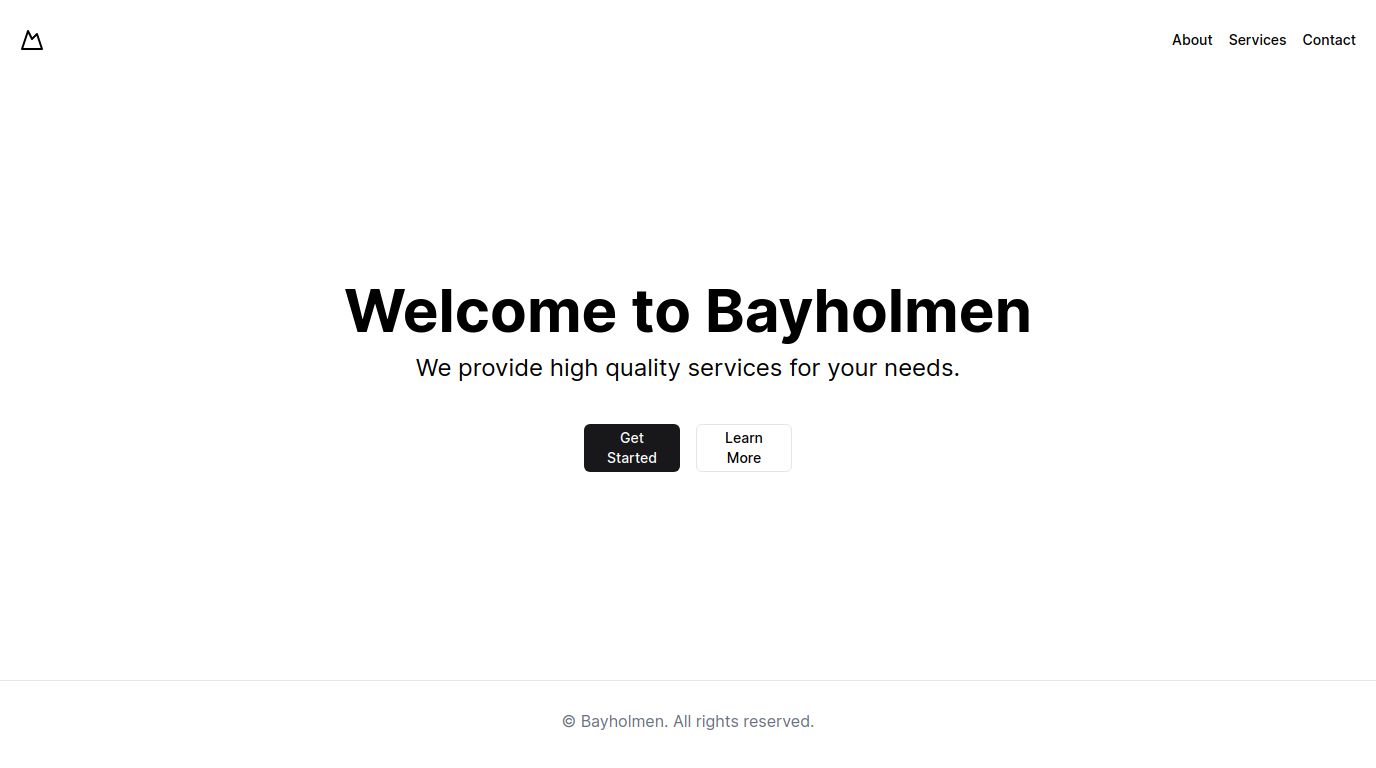 About Services Contact
Welcome to Bayholmen
We provide high quality services for your needs.
Get
Started
Learn
More
© Bayholmen. All rights reserved.